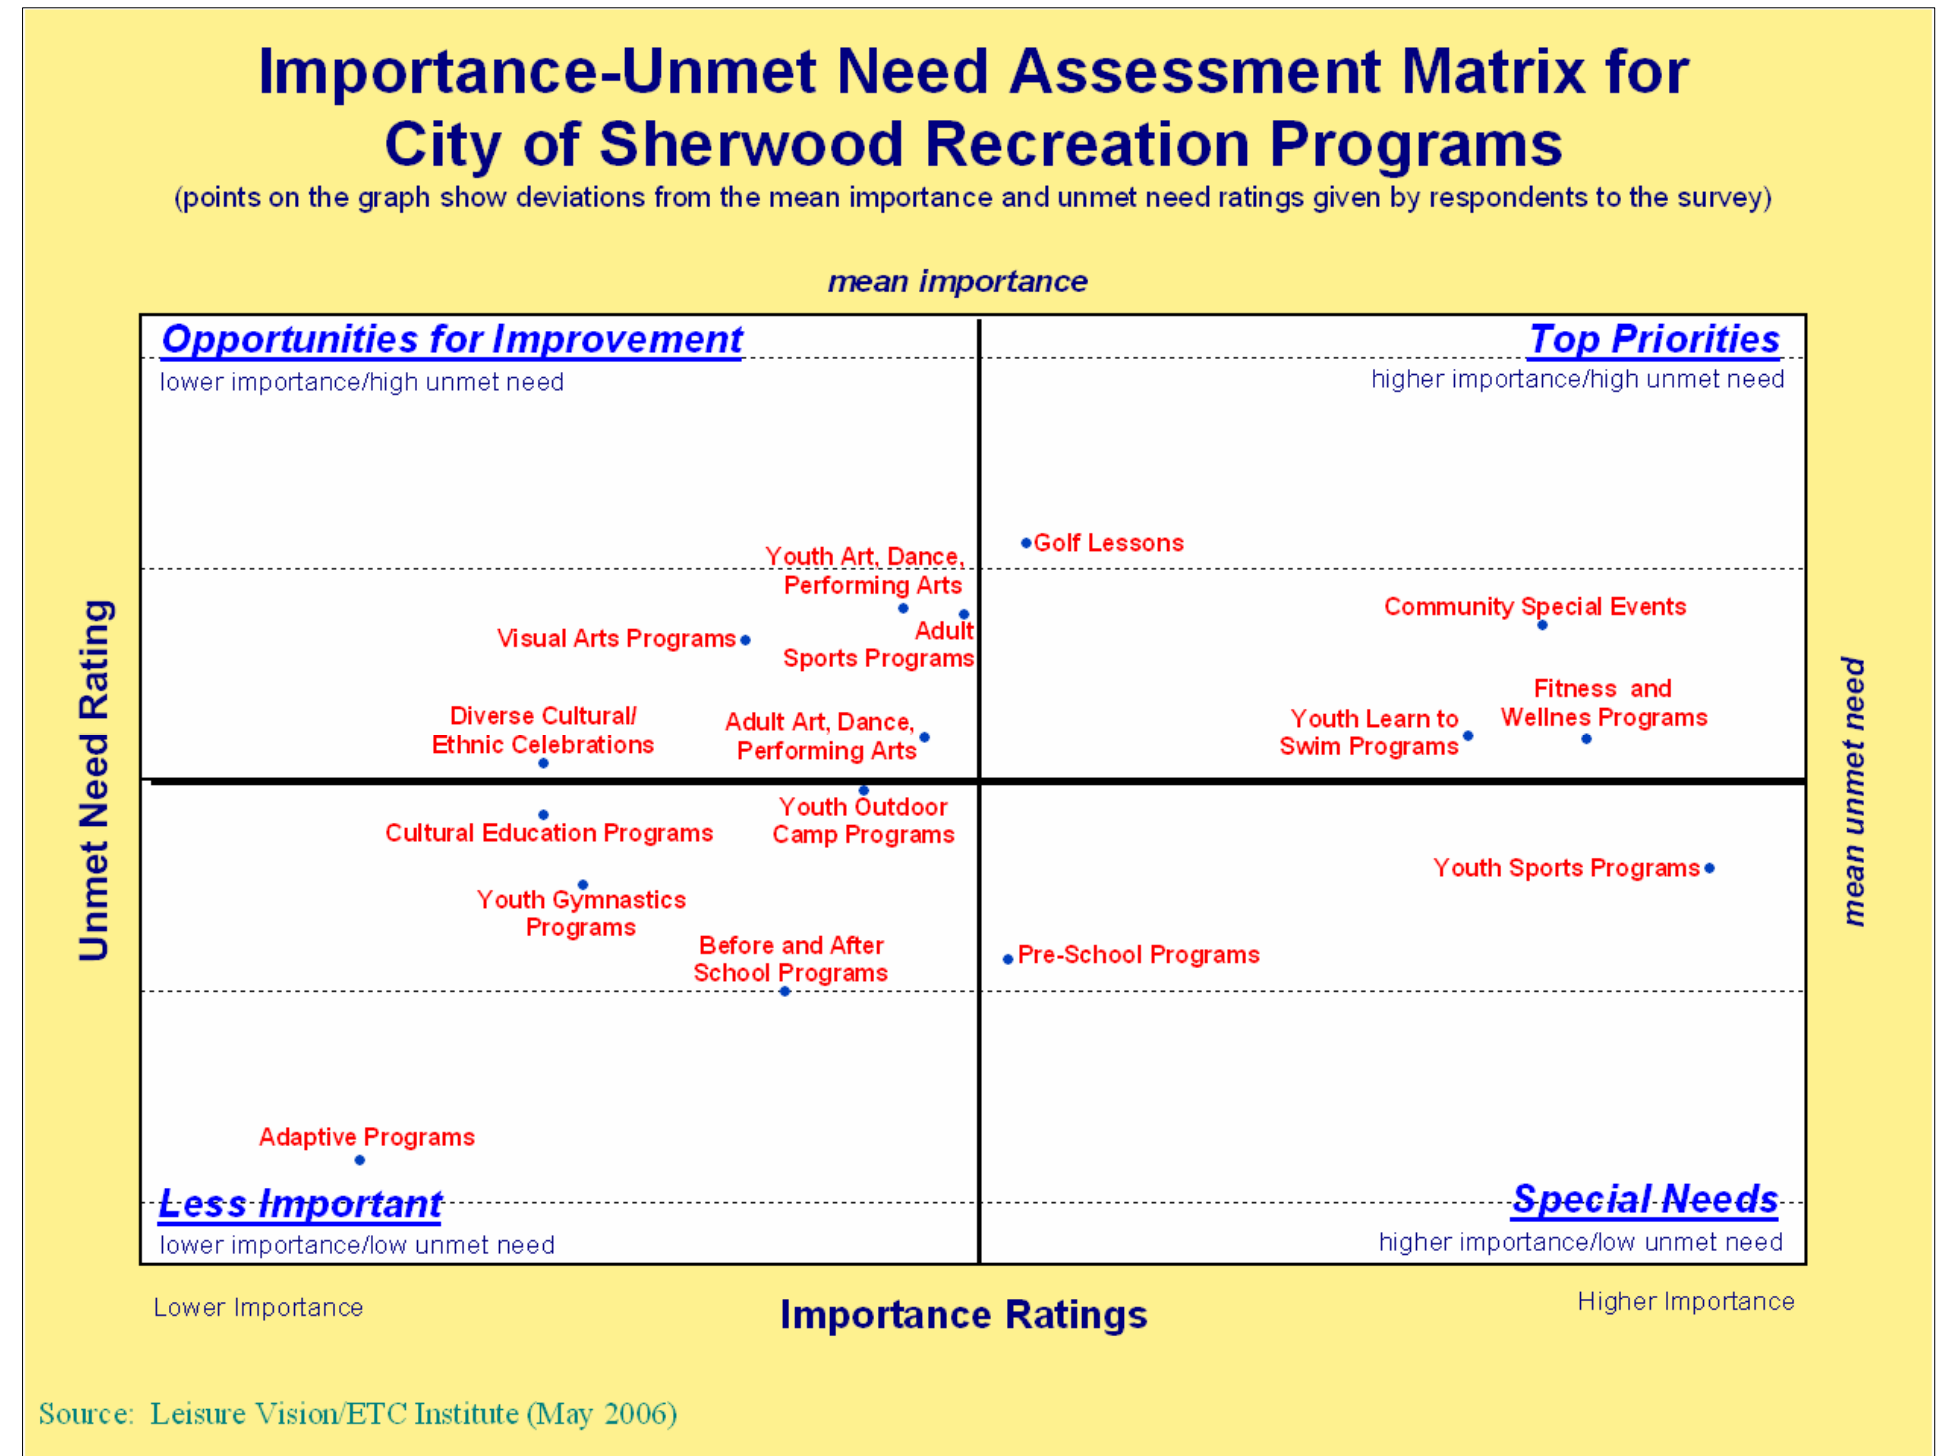 Importance-Unmet Need Assessment Matrix for
City of Sherwood Recreation Programs
(points on the graph show deviations from the mean importance and unmet need ratings given by respondents to the survey)
mean importance
Opportunities for Improvement
lower importance/high unmet need
Top Priorities
higher importance/high unmet need
Golf Lessons
Youth Art, Dance,
Performing Arts
Community Special Events
Adult
Sports Programs
Visual Arts Programs
Fitness and
Wellnes Programs
Diverse Cultural/
Ethnic Celebrations
Adult Art, Dance,
Performing Arts
Youth Learn to
Swim Programs
Unmet Need Rating
mean unmet need
Youth Outdoor
Camp Programs
Cultural Education Programs
Youth Sports Programs
Youth Gymnastics
Programs
Before and After
School Programs
Pre-School Programs
Adaptive Programs
Less Important
lower importance/low unmet need
Special Needs
higher importance/low unmet need
Lower Importance
Importance Ratings
Higher Importance
Source: Leisure Vision/ETC Institute (May 2006)